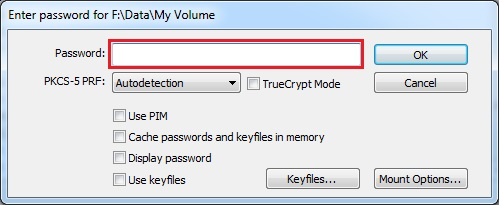 Enter password for F:\Data\My Volume
Password:
OK
PKCS-5 PRF: Autodetection TrueCrypt Mode Cancel
Use PIM
Cache passwords and keyfiles in memory
Display password
Use keyfiles Keyfiles... Mount Options...